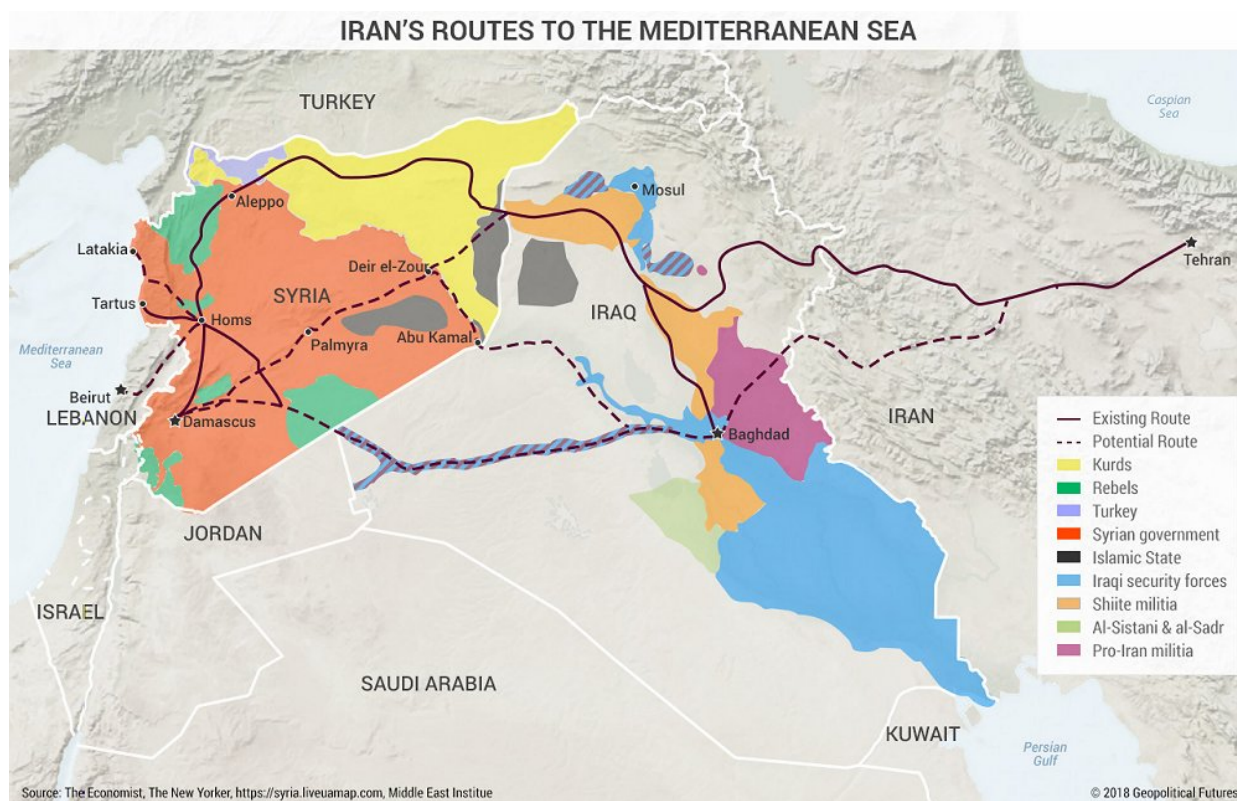 IRAN'S ROUTES TO THE MEDITERRANEAN SEA
TURKEY
Caspian
Sea
Mosul
Aleppo
Latakia
Tehran
Deir el-Zour
SYRIA
Tartus
IRAQ
Homs
Palmyra
Abu Kamal
Mediterranean
Sea
Beirut
LEBANON
Damascus
Baghdad
IRAN
JORDAN
ISRAEL
SAUDI ARABIA
KUWAIT
Persian
Gulf
Existing Route
Potential Route
Kurds
Rebels
Turkey
Syrian government
Islamic State
Iraqi security forces
Shiite militia
Al-Sistani & al-Sadr
Pro-Iran militia
Source: The Economist, The New Yorker, https://syria.liveuamap.com, Middle East Institue
© 2018 Geopolitical Futures